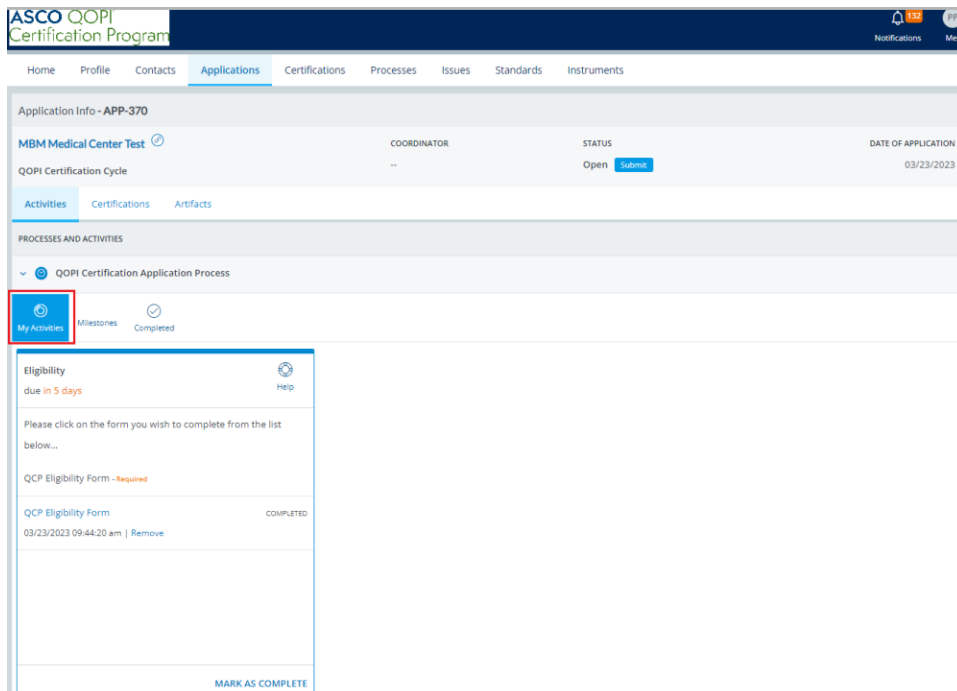 ASCO QOPI
Certification Program
132
PP
Notifications
Me
Home Profile Contacts Applications Certifications Processes Issues Standards Instruments
Application Info - APP-370
MBM Medical Center Test COORDINATOR STATUS DATE OF APPLICATION
QOPI Certification Cycle -- Open Submit 03/23/2023
Activities Certifications Artifacts
PROCESSES AND ACTIVITIES
QOPI Certification Application Process
My Activities Milestones Completed
Eligibility
Help
due in 5 days
Please click on the form you wish to complete from the list
below...
QCP Eligibility Form - Required
QCP Eligibility Form COMPLETED
03/23/2023 09:44:20 am | Remove
MARK AS COMPLETE